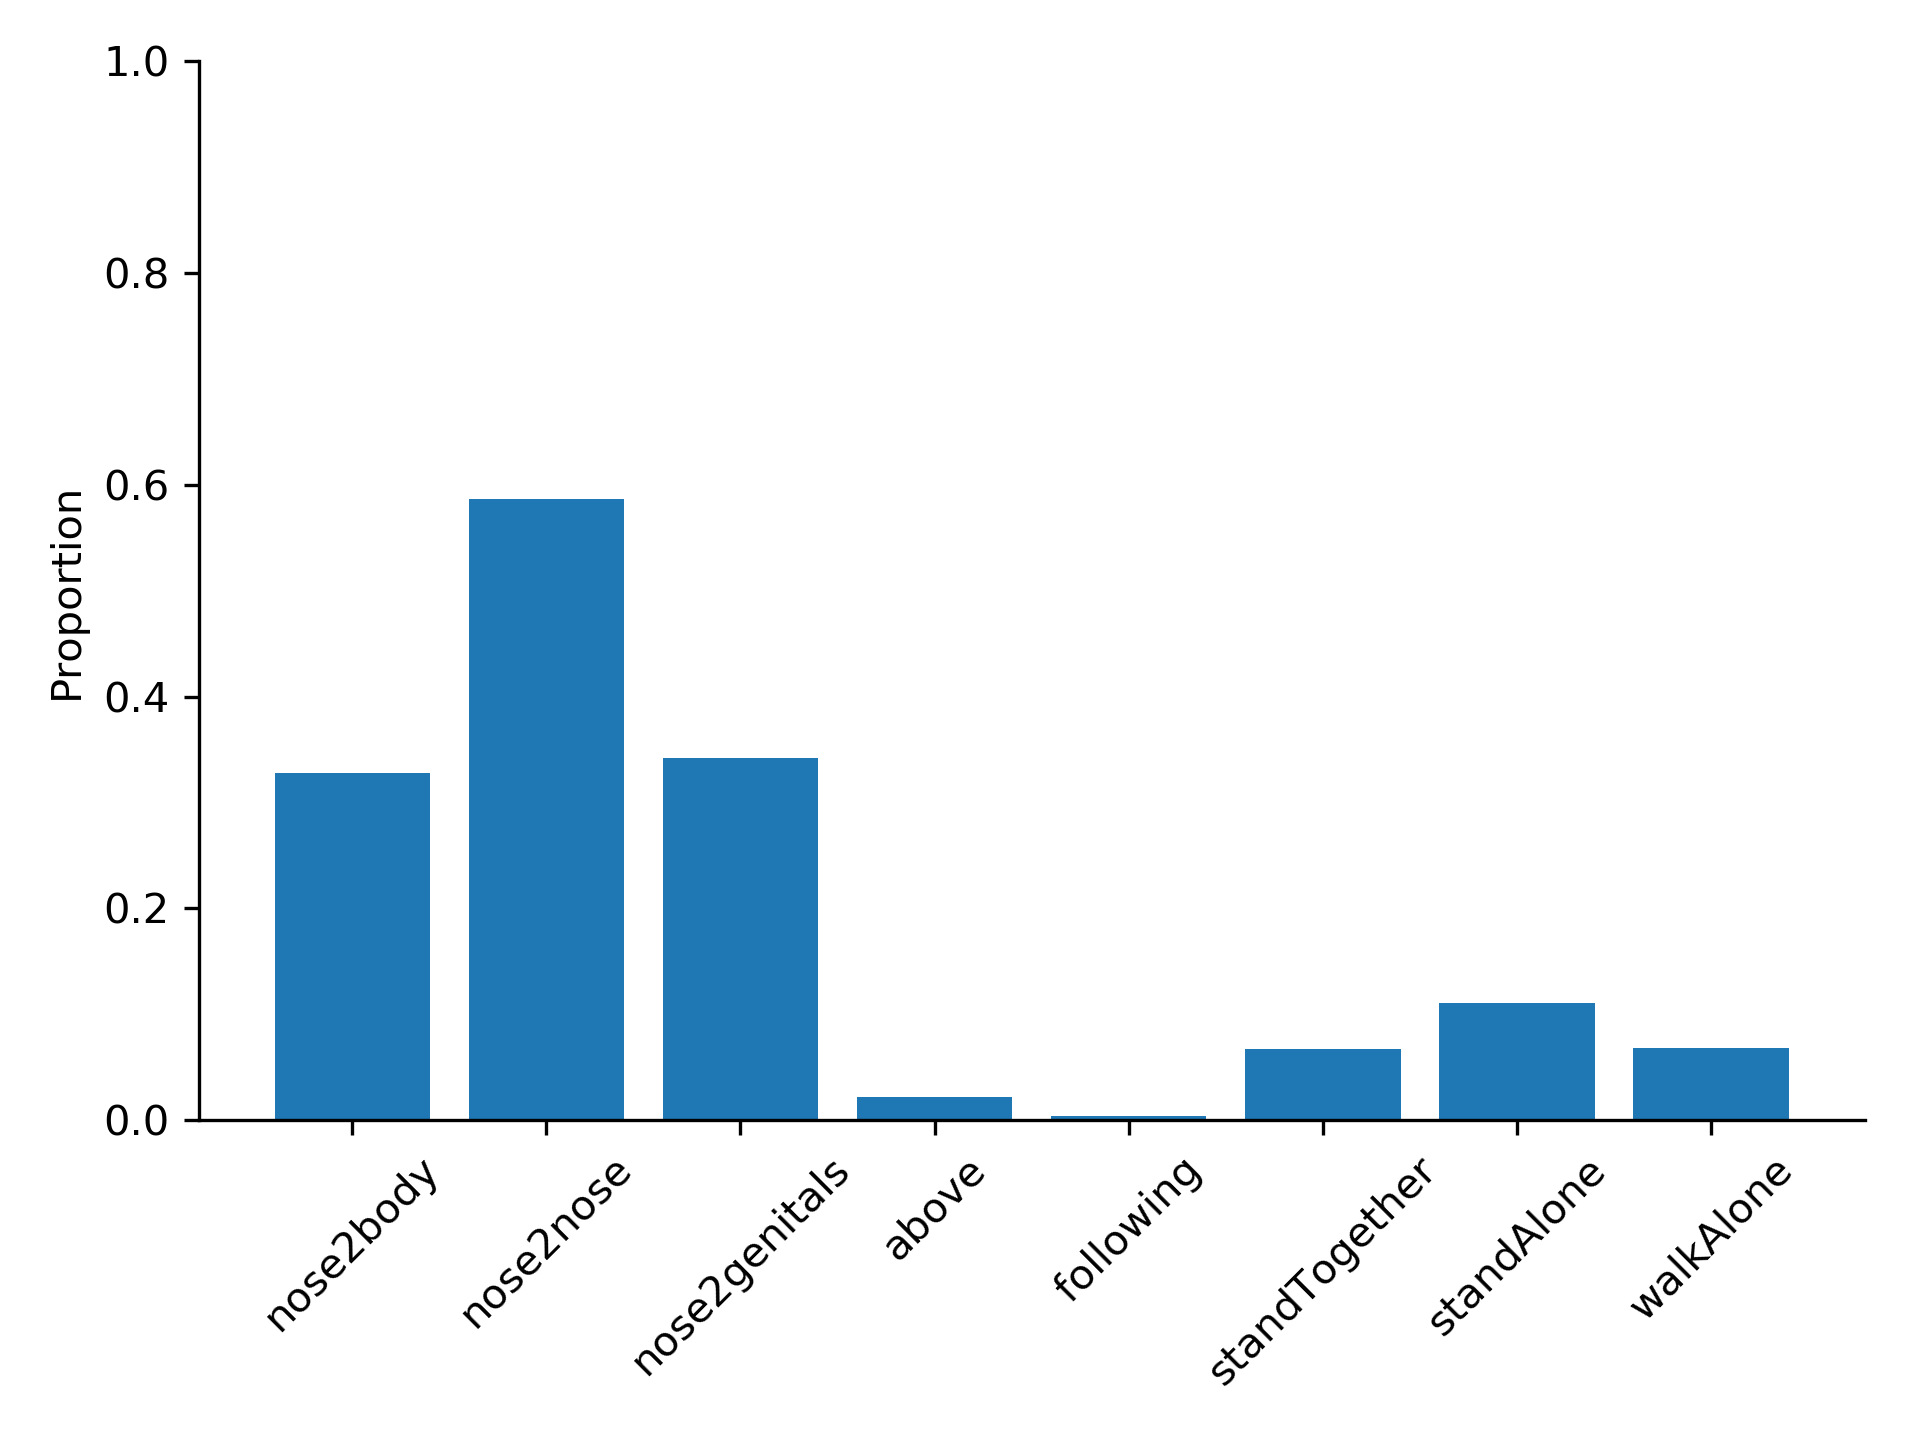 1.0
0.8
0.6
0.4
0.2
0.0
Proportion
nose2body
nose2nose
nose2genitals
above
following
standTogether
standAlone
walkAlone